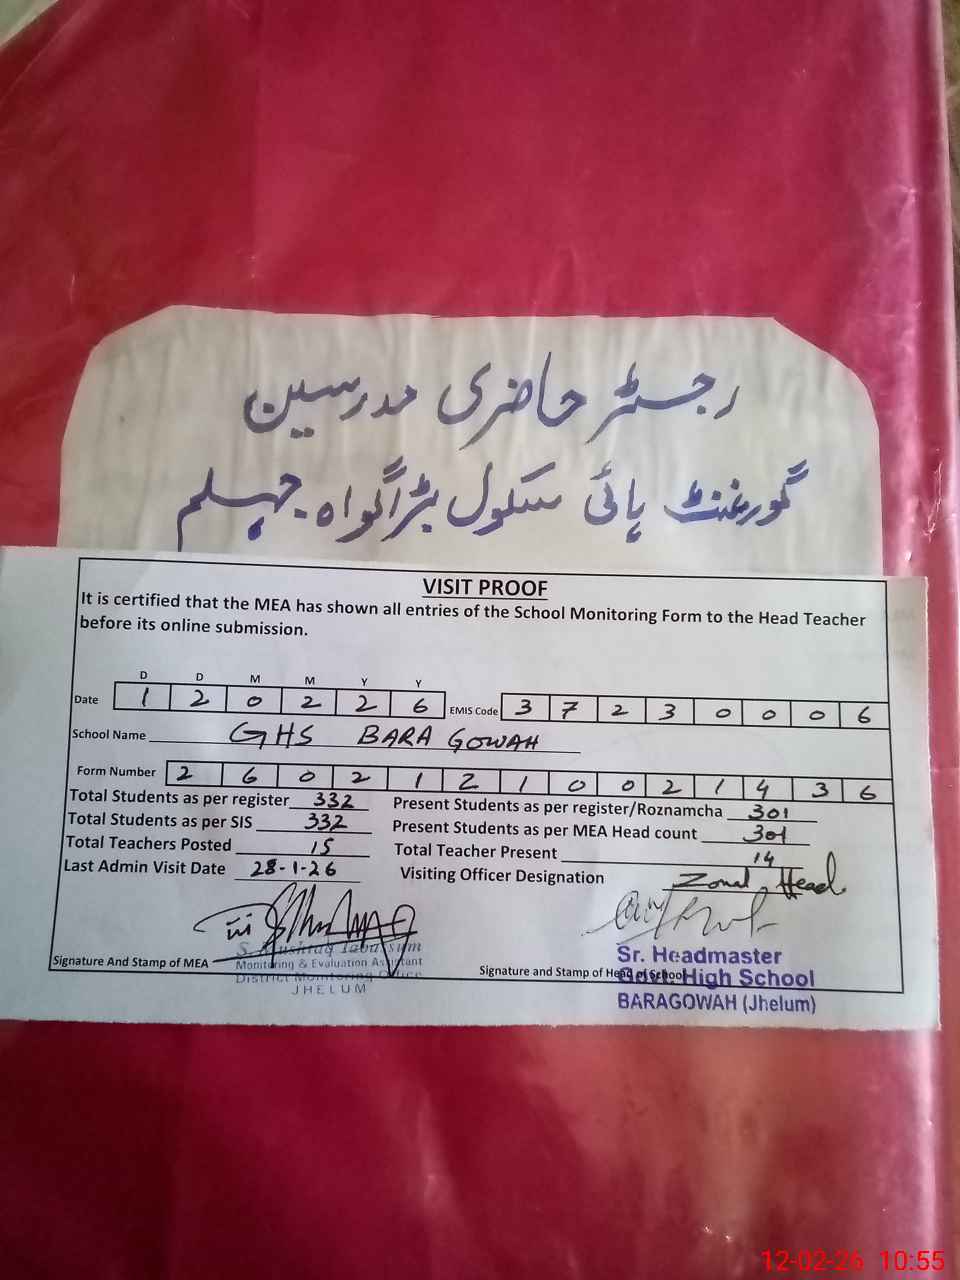 رجسٹر حاضری مدرسین
گورنمنٹ ہائی سکول بڑاگواہ جہلم
VISIT PROOF
It is certified that the MEA has shown all entries of the School Monitoring Form to the Head Teacher
before its online submission.
D D M M Y Y
Date 1 2 0 2 2 6 EMIS Code 3 7 2 3 0 0 0 6
School Name GHS BARA GOWAH
Form Number 2 6 0 2 1 2 1 0 0 2 1 4 3 6
Total Students as per register 332 Present Students as per register/Roznamcha 301
Total Students as per SIS 332 Present Students as per MEA Head count 301
Total Teachers Posted 15 Total Teacher Present 14
Last Admin Visit Date 28-1-26 Visiting Officer Designation Zonal Head
Signature And Stamp of MEA
Monitoring & Evaluation Assistant
District Monitoring Office
JHELUM
Signature and Stamp of Head of School
Sr. Headmaster
Govt. High School
BARAGOWAH (Jhelum)
12-02-26 10:55